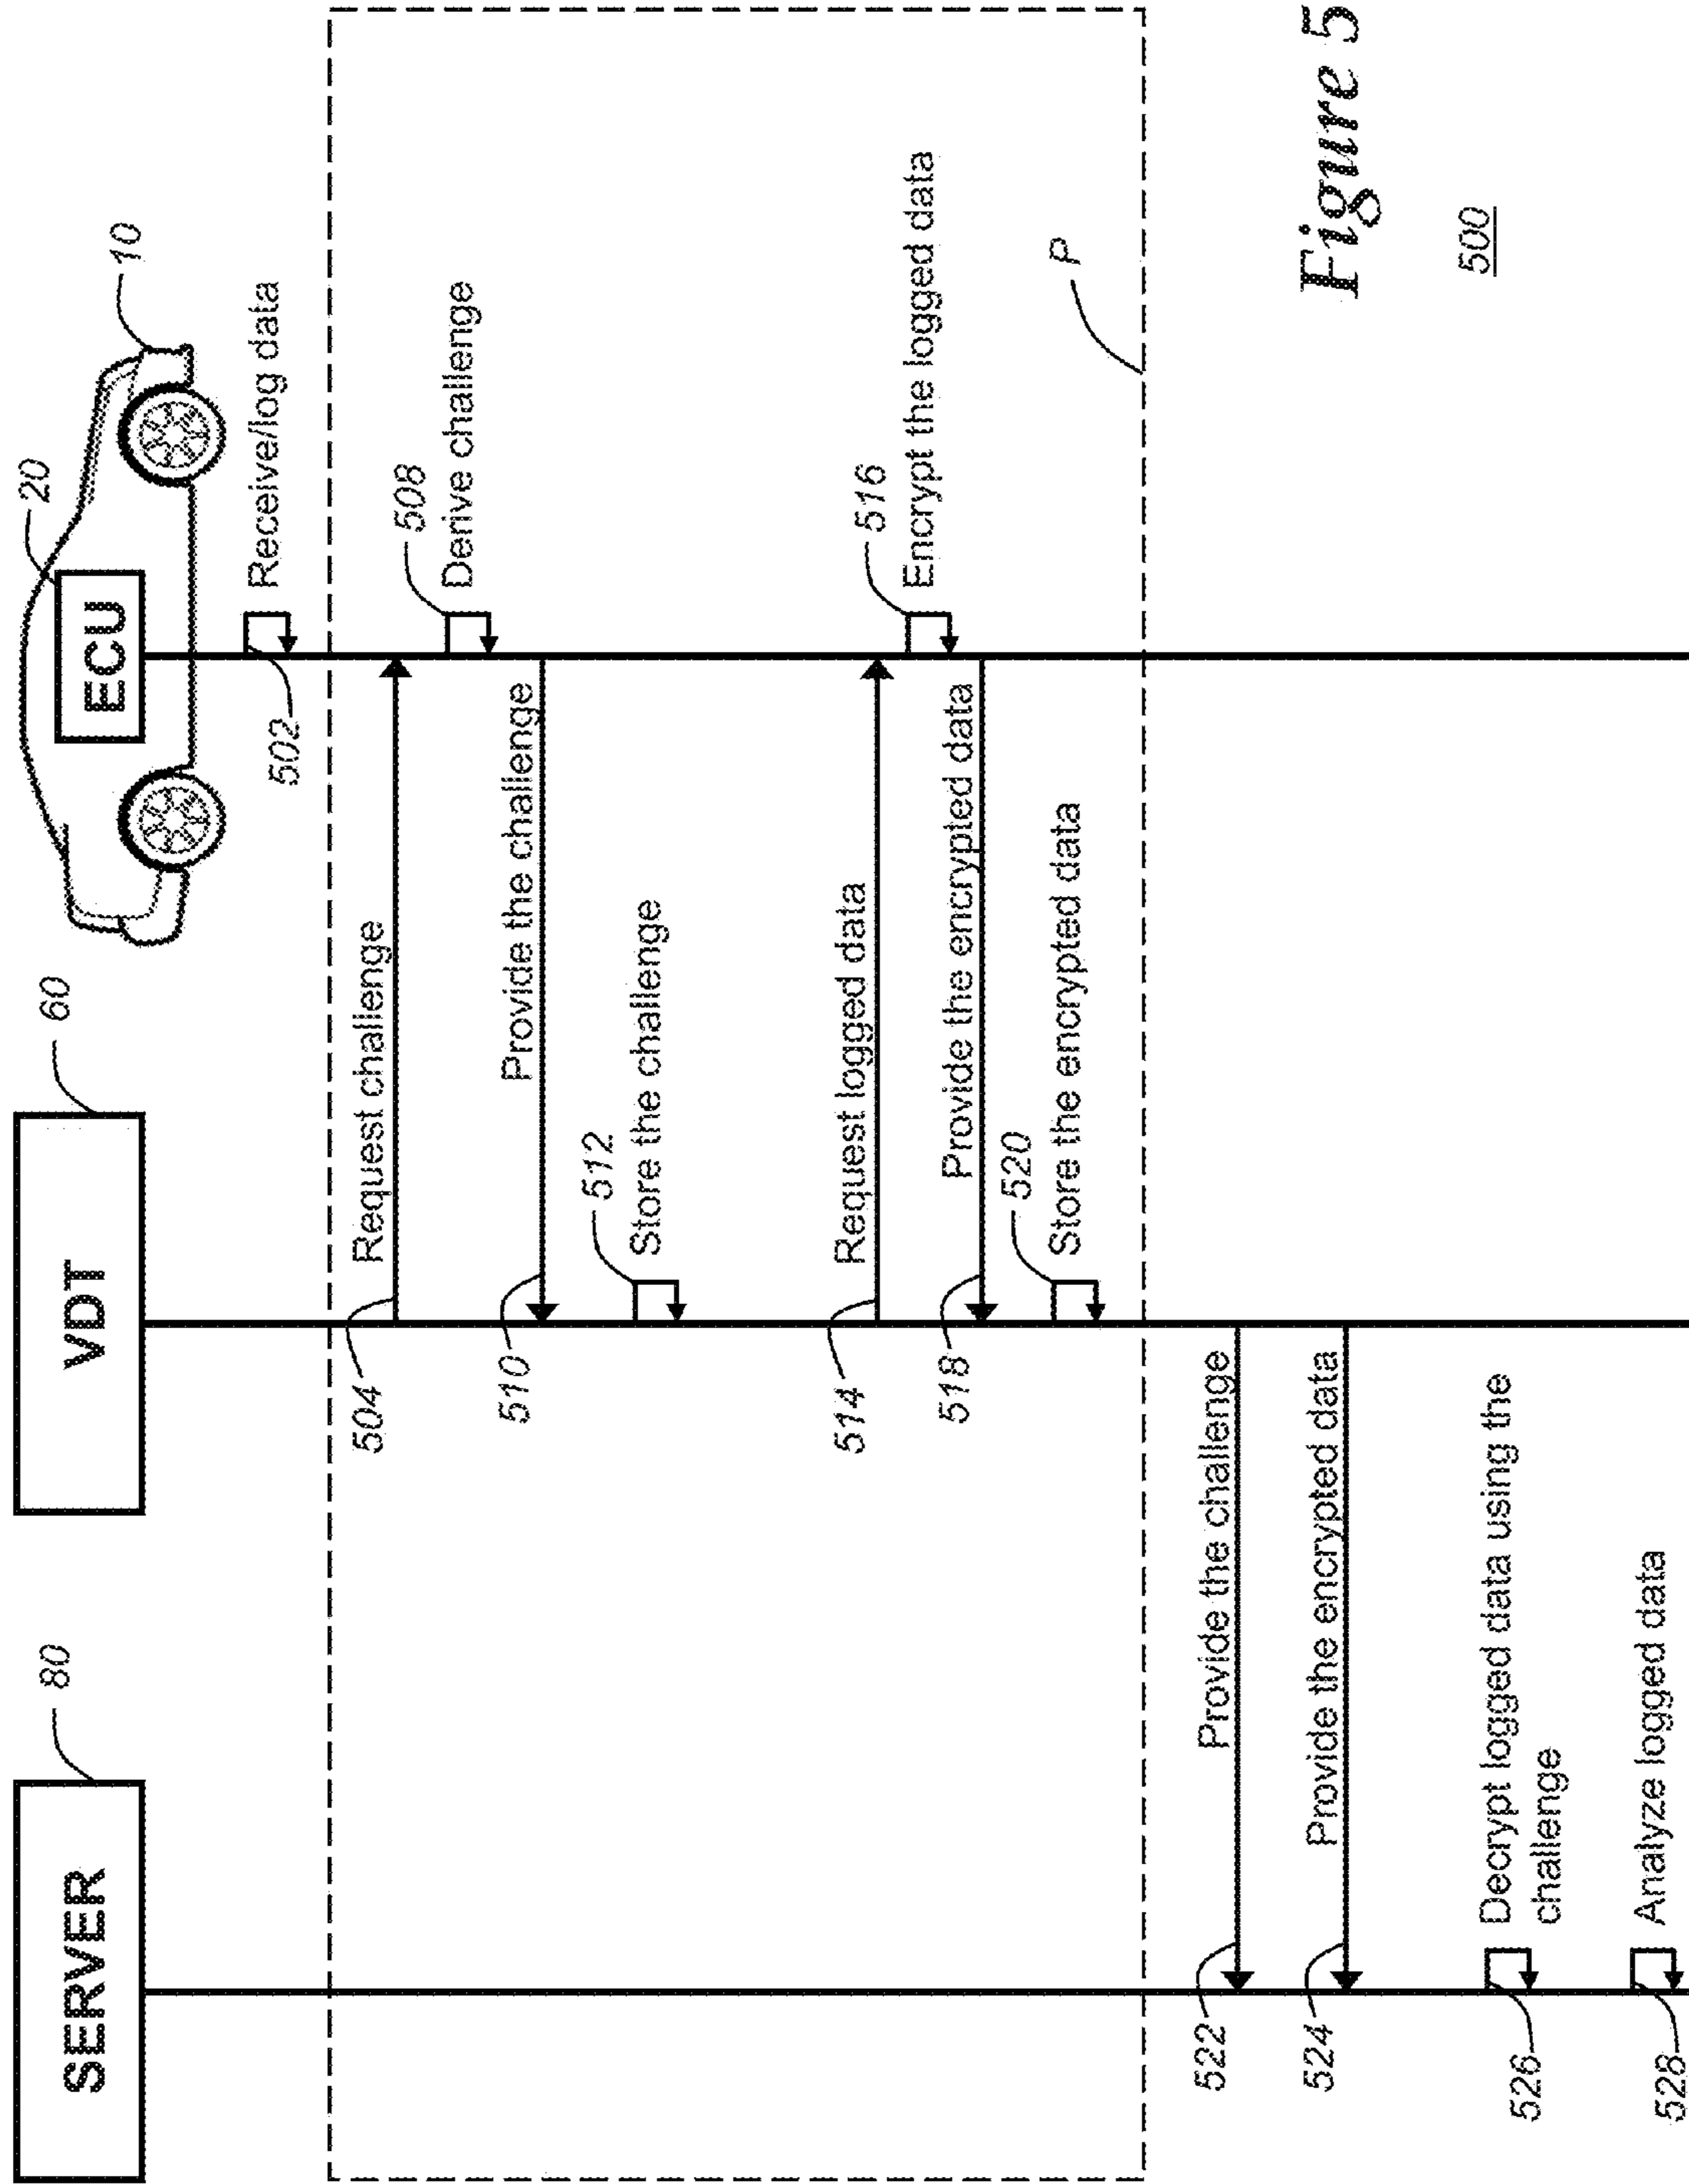 SERVER
80
VDT
60
ECU
20
10
502
Receive/log data
504
Request challenge
508
Derive challenge
510
Provide the challenge
512
Store the challenge
514
Request logged data
516
Encrypt the logged data
518
Provide the encrypted data
520
Store the encrypted data
P
522
Provide the challenge
524
Provide the encrypted data
526
Decrypt logged data using the
challenge
528
Analyze logged data
Figure 5
500